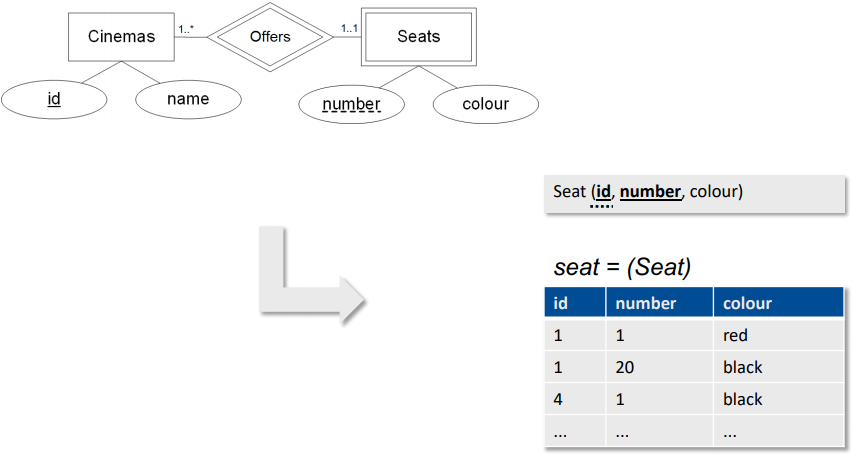 Cinemas 1..* Offers 1..1 Seats
id name number colour
Seat (id, number, colour)
seat = (Seat)
id number colour
1 1 red
1 20 black
4 1 black
... ... ...